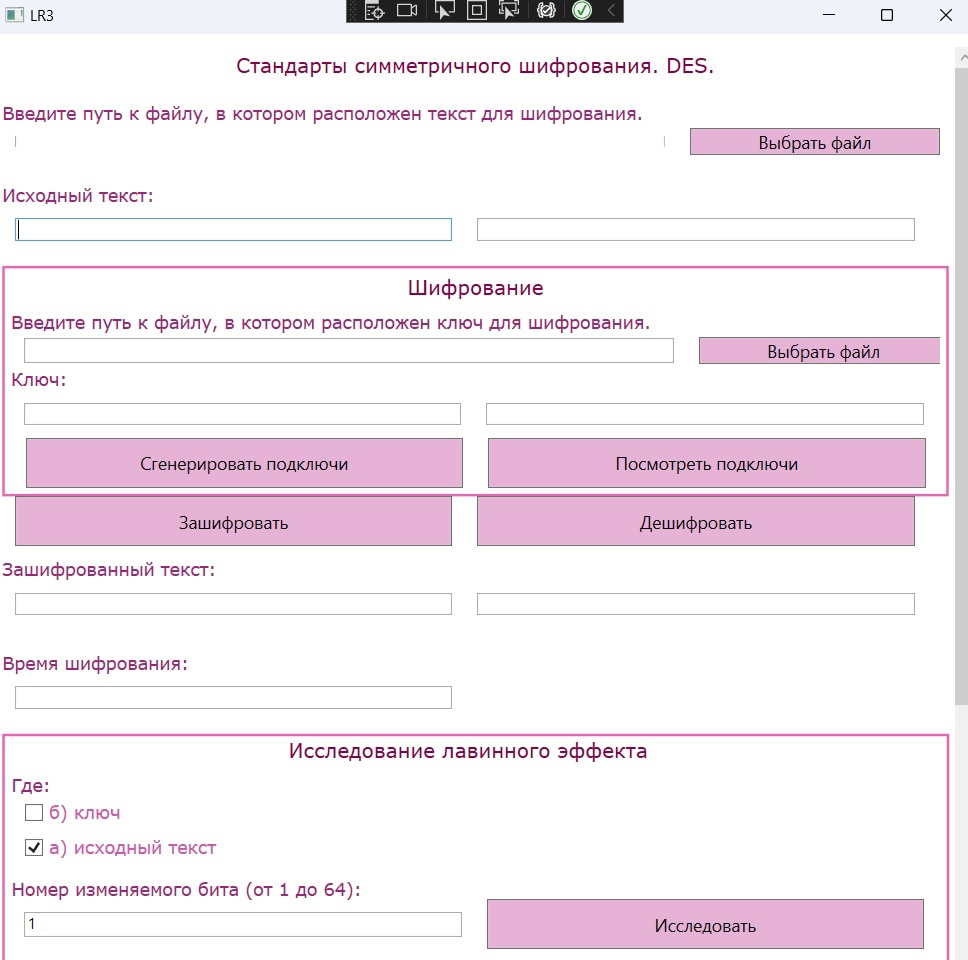 LR3
Стандарты симметричного шифрования. DES.
Введите путь к файлу, в котором расположен текст для шифрования.
Выбрать файл
Исходный текст:
Шифрование
Введите путь к файлу, в котором расположен ключ для шифрования.
Выбрать файл
Ключ:
Сгенерировать подключи
Посмотреть подключи
Зашифровать
Дешифровать
Зашифрованный текст:
Время шифрования:
Исследование лавинного эффекта
Где:
б) ключ
а) исходный текст
Номер изменяемого бита (от 1 до 64):
1
Исследовать